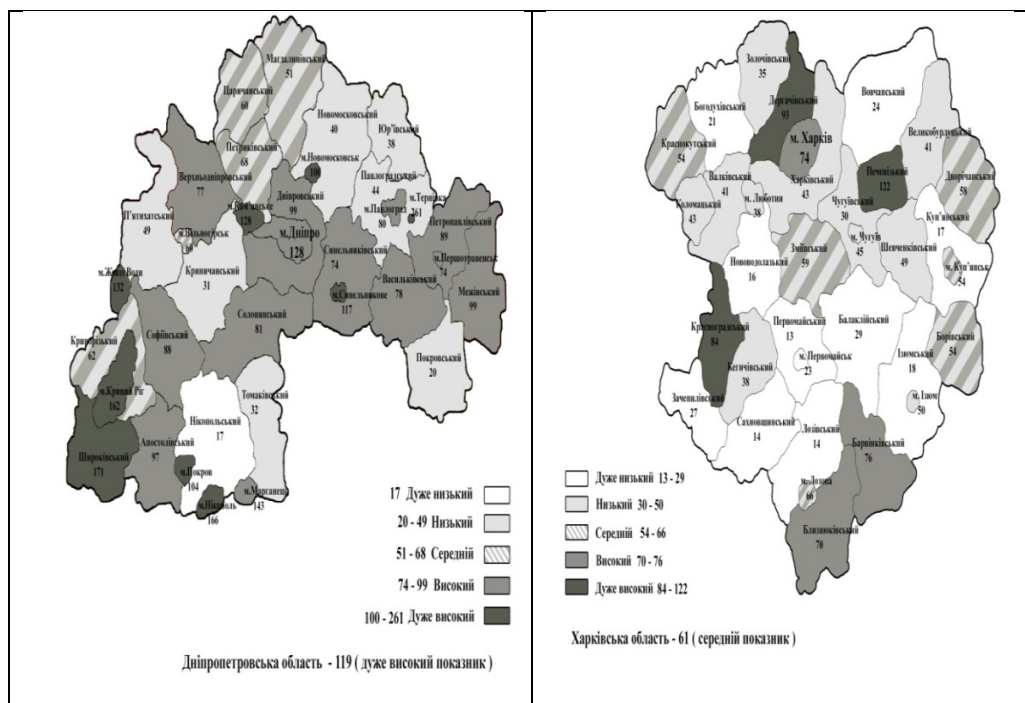 Магдалинівський
51
Царичанський
60
Новомосковський
40
Юр'ївський
38
Петриківський
68
м.Новомосковськ
100
Павлоградський
44
Верхньодніпровський
77
Дніпровський
99
м.Тернівка
261
м.Павлоград
80
м.Кам'янське
128
П'ятихатський
49
Петропавлівський
89
м.Вільногірськ
60
м.Дніпро
128
Синельниківський
74
м.Першотравенськ
74
Криничанський
31
Васильківський
78
м.Жовті Води
132
м.Синельникове
117
Межівський
99
Солонянський
81
Софіївський
88
Криворізький
62
Покровський
20
м.Кривий Ріг
162
Томаківський
32
Нікопольський
17
Широківський
171
Апостолівський
97
м.Покров
104
м.Марганець
143
м.Нікополь
166
17 Дуже низький
20 - 49 Низький
51 - 68 Середній
74 - 99 Високий
100 - 261 Дуже високий
Дніпропетровська область - 119 ( дуже високий показник )
Золочівський
35
Вовчанський
24
Дергачівський
93
Богодухівський
21
м. Харків
74
Великобурлуцький
41
Краснокутський
54
Печенізький
122
Валківський
41
Харківський
43
Дворічанський
58
м. Люботин
38
Коломацький
43
Чугуївський
30
Куп'янський
17
м. Чугуїв
45
Шевченківський
49
Зміївський
59
Нововодолазький
16
м. Куп'янськ
54
Красноградський
84
Первомайський
13
Балаклійський
29
Борівський
54
Ізюмський
18
м. Первомайськ
23
Кегичівський
38
Зачепилівський
27
м. Ізюм
50
Сахновщинський
14
Лозівський
14
Барвінківський
76
м. Лозова
66
Близнюківський
70
Дуже низький 13 - 29
Низький 30 - 50
Середній 54 - 66
Високий 70 - 76
Дуже високий 84 - 122
Харківська область - 61 ( середній показник )